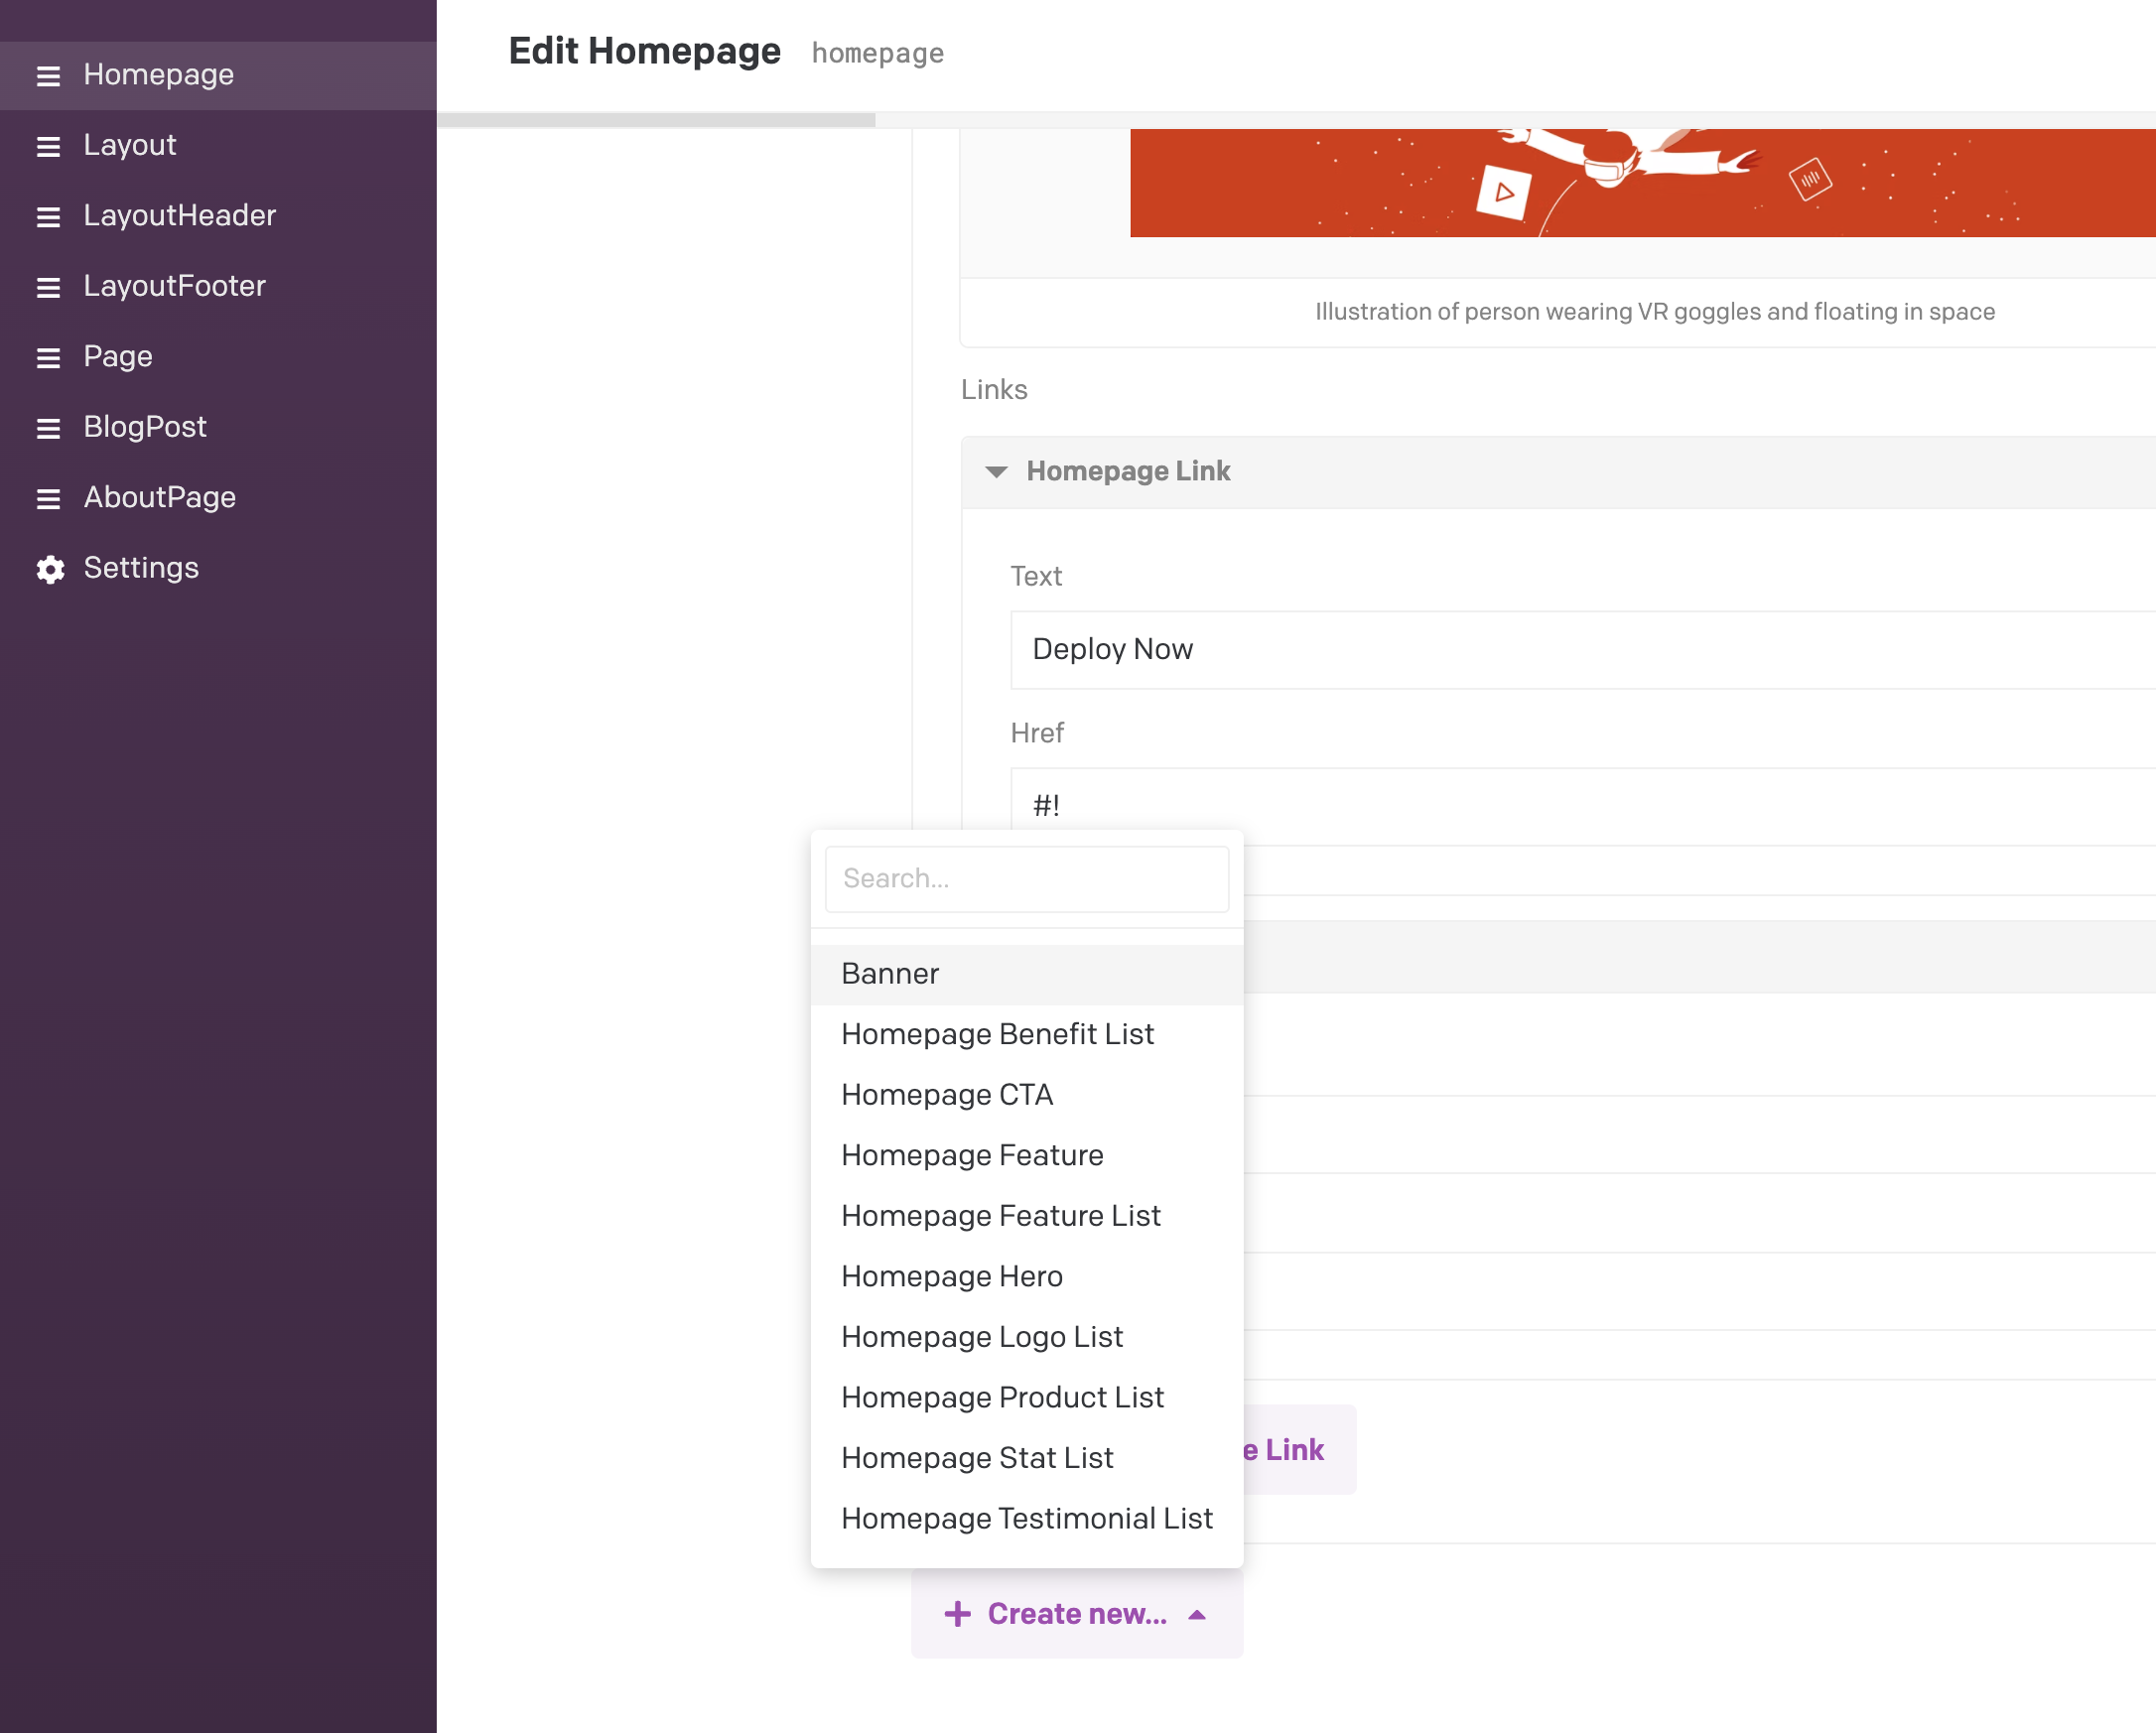 Homepage
Layout
LayoutHeader
LayoutFooter
Page
BlogPost
AboutPage
Settings
Edit Homepage homepage
Illustration of person wearing VR goggles and floating in space
Links
Homepage Link
Text
Deploy Now
Href
#!
Search...
Banner
Homepage Benefit List
Homepage CTA
Homepage Feature
Homepage Feature List
Homepage Hero
Homepage Logo List
Homepage Product List
Homepage Stat List
Homepage Testimonial List
e Link
+ Create new...